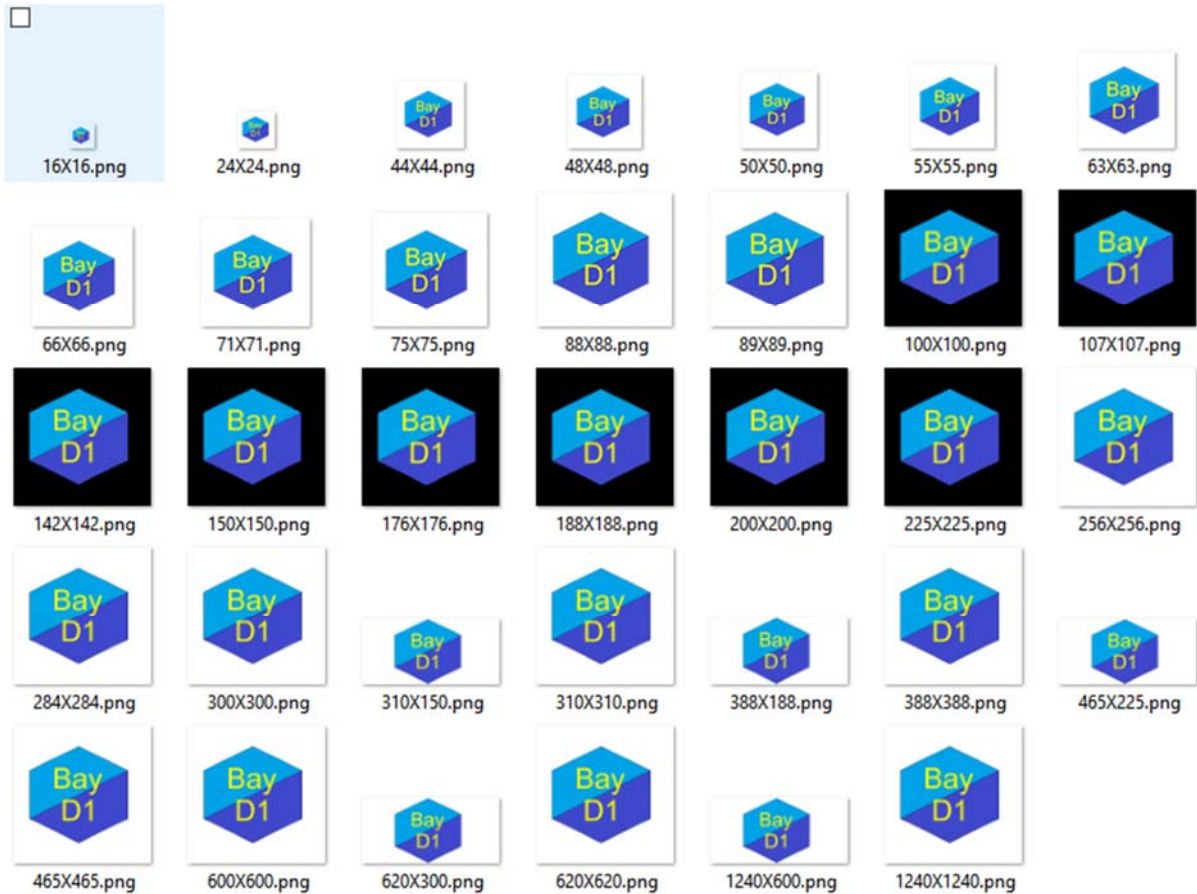 Bay
D1
Bay
D1
Bay
D1
Bay
D1
Bay
D1
Bay
D1
Bay
D1
16X16.png
24X24.png
44X44.png
48X48.png
50X50.png
55X55.png
63X63.png
Bay
D1
Bay
D1
Bay
D1
Bay
D1
Bay
D1
Bay
D1
Bay
D1
66X66.png
71X71.png
75X75.png
88X88.png
89X89.png
100X100.png
107X107.png
Bay
D1
Bay
D1
Bay
D1
Bay
D1
Bay
D1
Bay
D1
Bay
D1
142X142.png
150X150.png
176X176.png
188X188.png
200X200.png
225X225.png
256X256.png
Bay
D1
Bay
D1
Bay
D1
Bay
D1
Bay
D1
Bay
D1
Bay
D1
284X284.png
300X300.png
310X150.png
310X310.png
388X188.png
388X388.png
465X225.png
Bay
D1
Bay
D1
Bay
D1
Bay
D1
Bay
D1
Bay
D1
465X465.png
600X600.png
620X300.png
620X620.png
1240X600.png
1240X1240.png